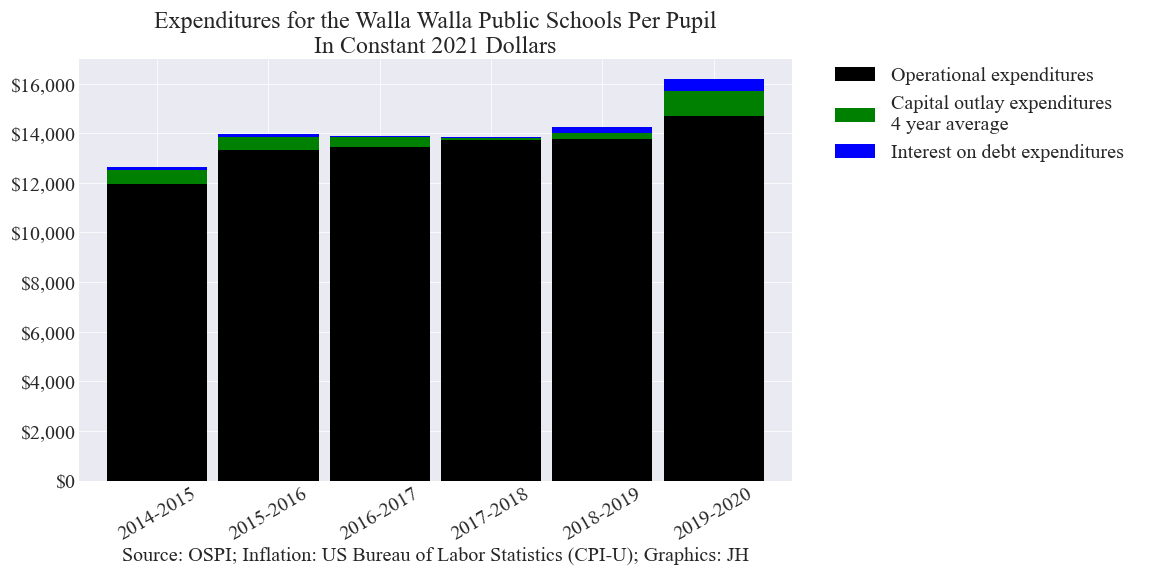 Expenditures for the Walla Walla Public Schools Per Pupil
In Constant 2021 Dollars
$16,000
$14,000
$12,000
$10,000
$8,000
$6,000
$4,000
$2,000
$0
Operational expenditures
Capital outlay expenditures
4 year average
Interest on debt expenditures
2014-2015
2015-2016
2016-2017
2017-2018
2018-2019
2019-2020
Source: OSPI; Inflation: US Bureau of Labor Statistics (CPI-U); Graphics: JH